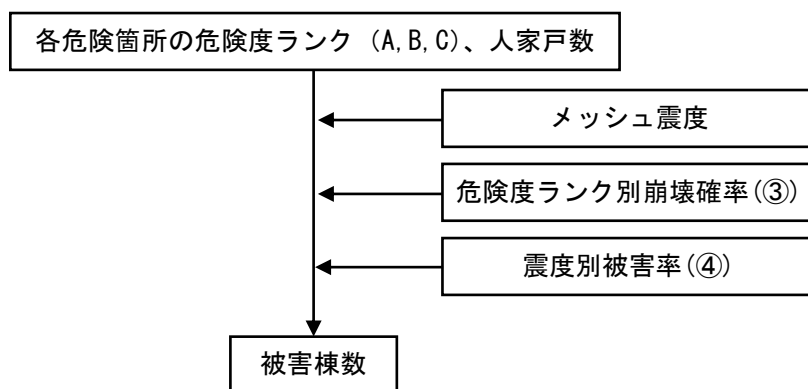 各危険箇所の危険度ランク (A,B,C)、人家戸数
メッシュ震度
危険度ランク別崩壊確率(③)
震度別被害率(④)
被害棟数